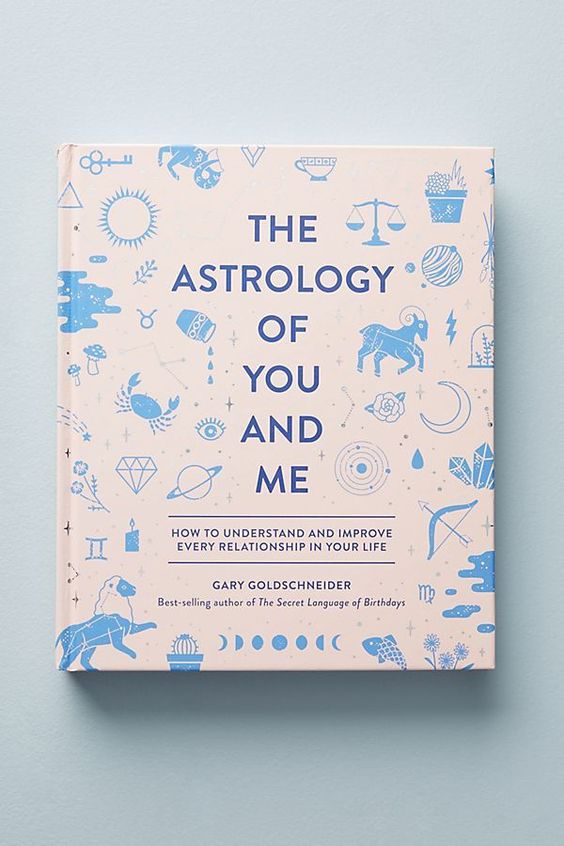 THE
ASTROLOGY
OF
YOU
AND
ME
HOW TO UNDERSTAND AND IMPROVE
EVERY RELATIONSHIP IN YOUR LIFE
GARY GOLDSCHNEIDER
Best-selling author of The Secret Language of Birthdays